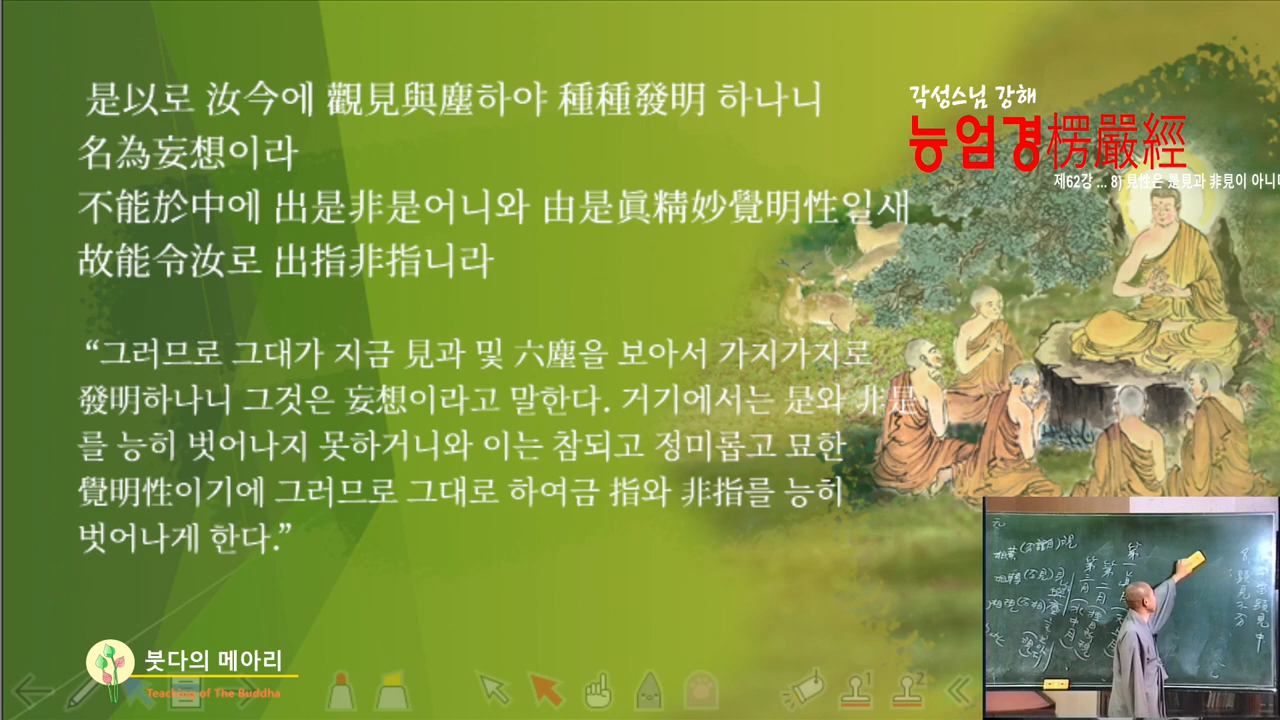 是以로 汝今에 觀見與塵하야 種種發明 하나니
名為妄想이라
不能於中에 出是非是어니와 由是眞精妙覺明性일새
故能令汝로 出指非指니라
“그러므로 그대가 지금 見과 및 六塵을 보아서 가지가지로
發明하나니 그것은 妄想이라고 말한다. 거기에서는 是와 非是
를 능히 벗어나지 못하거니와 이는 참되고 정미롭고 묘한
覺明性이기에 그러므로 그대로 하여금 指와 非指를 능히
벗어나게 한다.”
각성스님 강해
능엄경楞嚴經
제62강 ... 8) 見性은 是見과 非見이 아니
붓다의 메아리
Teaching of The Buddha